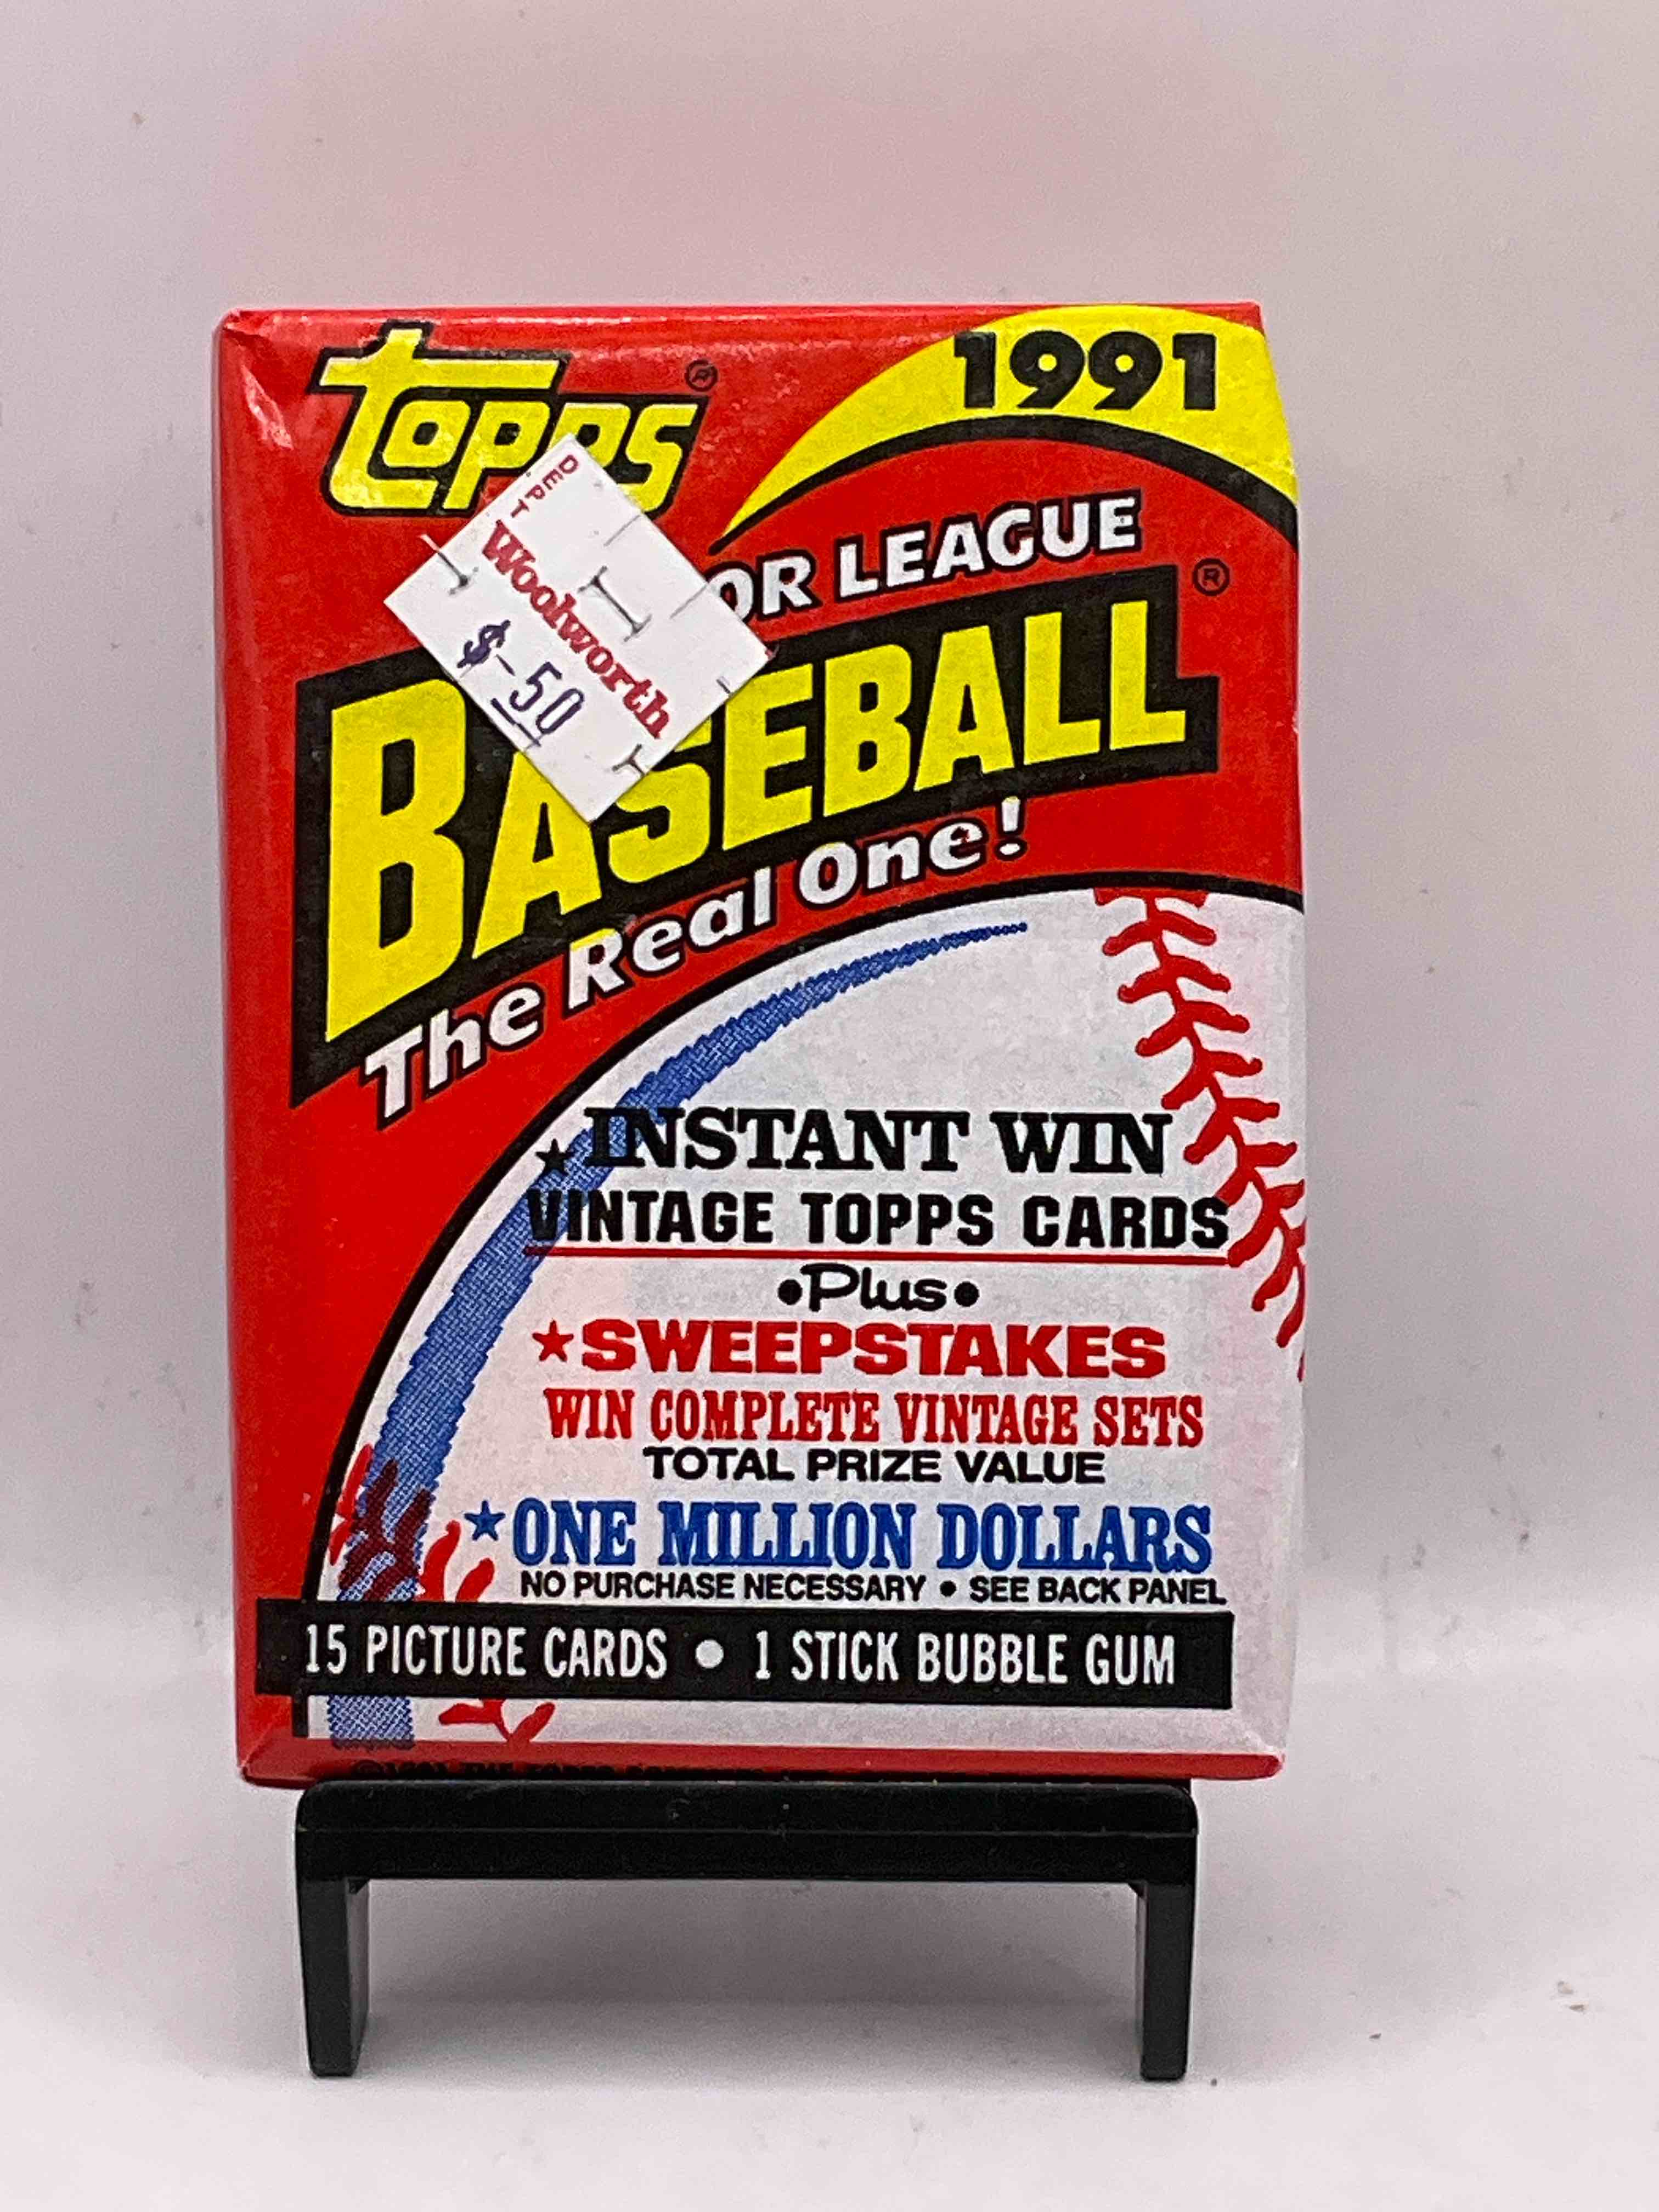 Topps ®
1991
DEPT
Woolworth
$-.50
OR LEAGUE
BASEBALL ®
The Real One!
★INSTANT WIN
VINTAGE TOPPS CARDS
•Plus•
★SWEEPSTAKES
WIN COMPLETE VINTAGE SETS
TOTAL PRIZE VALUE
★ONE MILLION DOLLARS
NO PURCHASE NECESSARY • SEE BACK PANEL
15 PICTURE CARDS • 1 STICK BUBBLE GUM